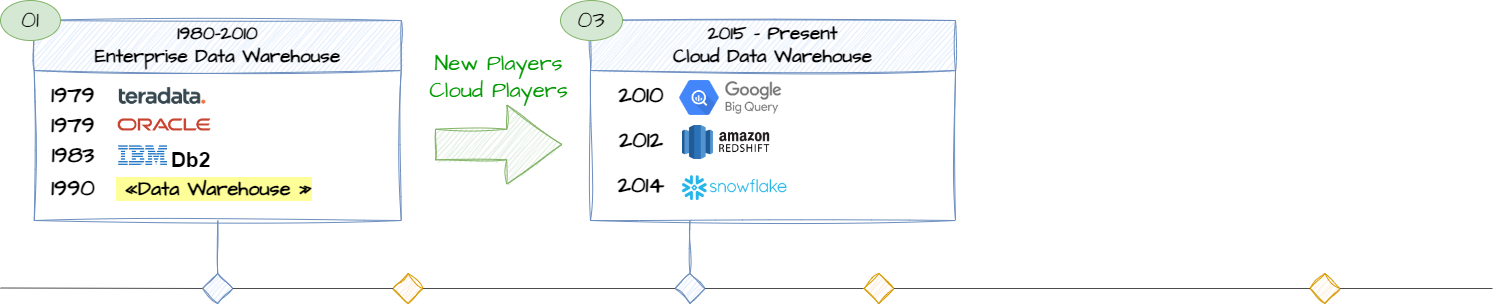 01
1980-2010
Enterprise Data Warehouse
1979 teradata.
1979 ORACLE
1983 IBM Db2
1990 «Data Warehouse »
New Players
Cloud Players
03
2015 - Present
Cloud Data Warehouse
2010 Google
Big Query
2012 amazon
REDSHIFT
2014 snowflake